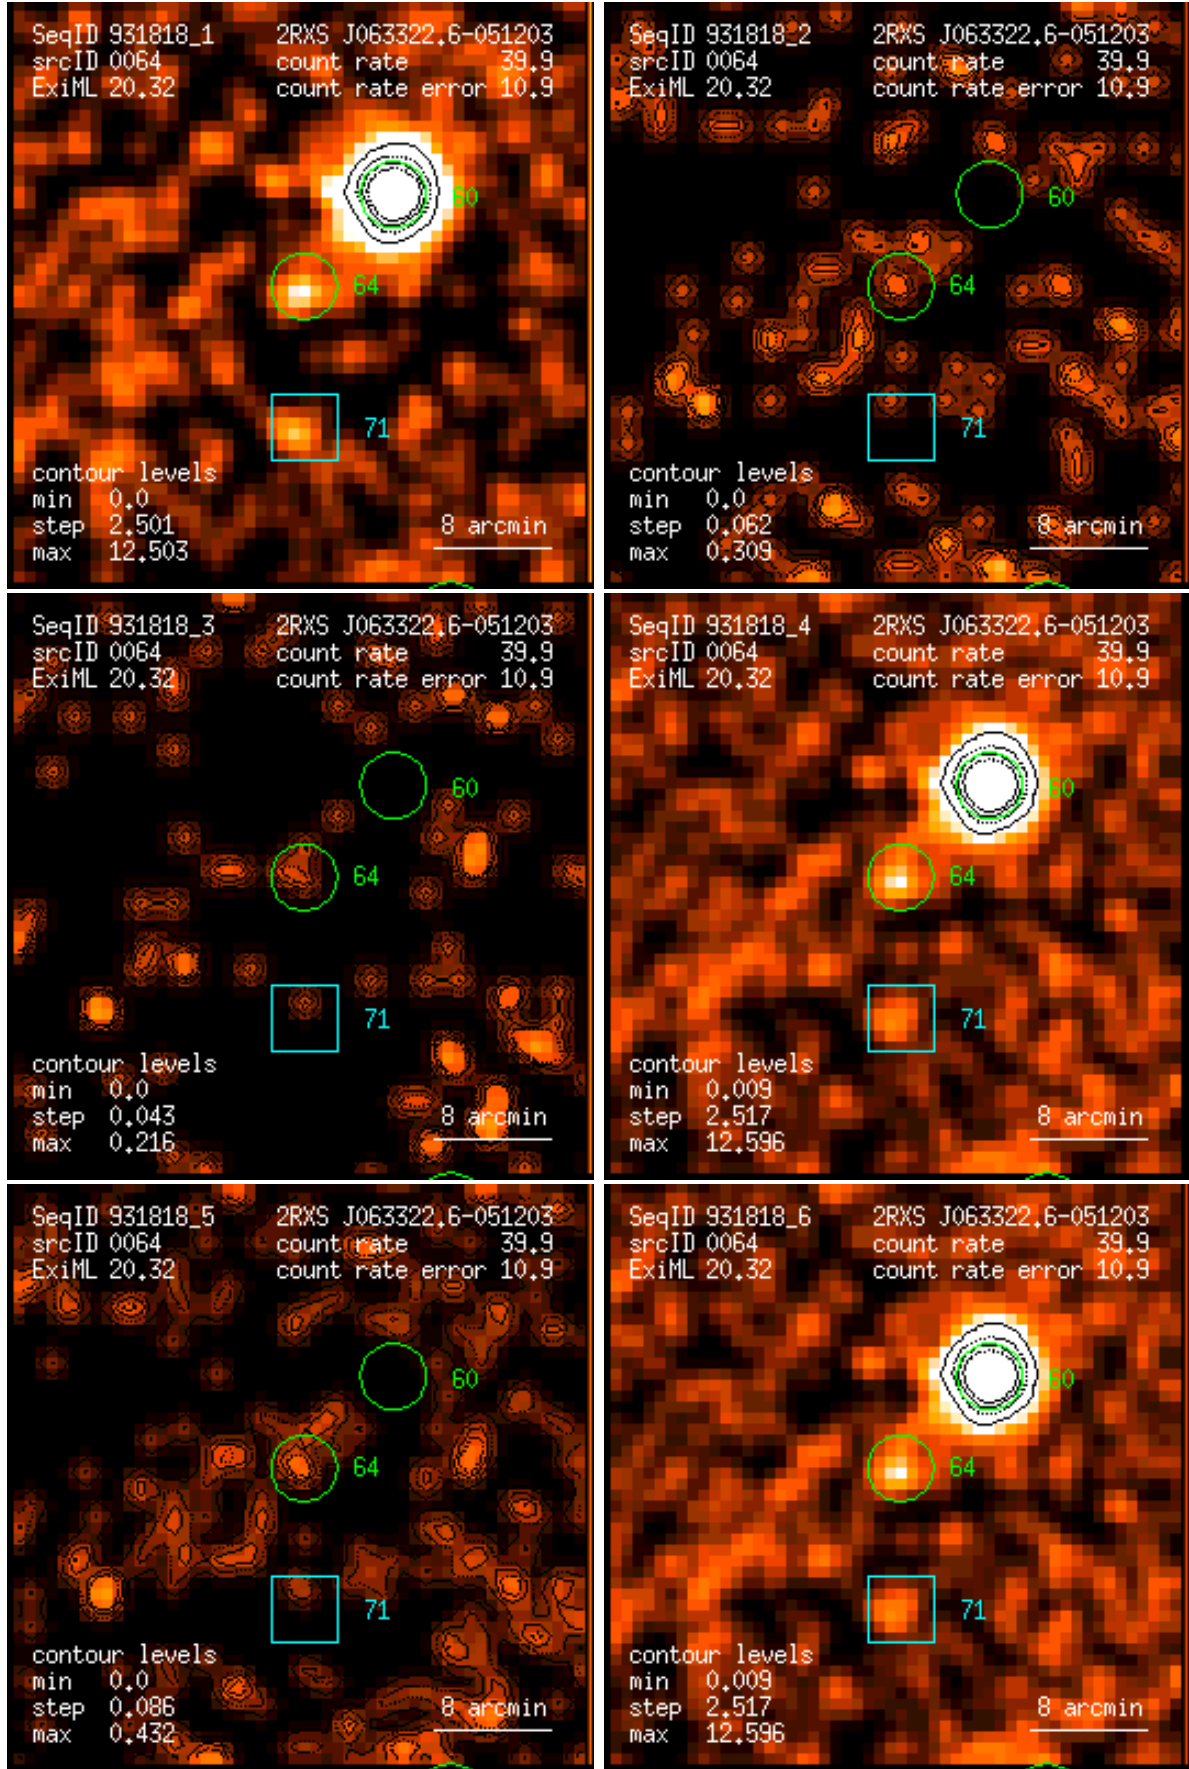 SeqID 931818_1 2RXS J063322.6-051203
srcID 0064 count rate 39.9
ExiML 20.32 count rate error 10.9
60
64
71
contour levels
min 0.0
step 2.501 8 arcmin
max 12.503
SeqID 931818_2 2RXS J063322.6-051203
srcID 0064 count rate 39.9
ExiML 20.32 count rate error 10.9
60
64
71
contour levels
min 0.0
step 0.062 8 arcmin
max 0.309
SeqID 931818_3 2RXS J063322.6-051203
srcID 0064 count rate 39.9
ExiML 20.32 count rate error 10.9
60
64
71
contour levels
min 0.0
step 0.043 8 arcmin
max 0.216
SeqID 931818_4 2RXS J063322.6-051203
srcID 0064 count rate 39.9
ExiML 20.32 count rate error 10.9
60
64
71
contour levels
min 0.009
step 2.517 8 arcmin
max 12.596
SeqID 931818_5 2RXS J063322.6-051203
srcID 0064 count rate 39.9
ExiML 20.32 count rate error 10.9
60
64
71
contour levels
min 0.0
step 0.086 8 arcmin
max 0.432
SeqID 931818_6 2RXS J063322.6-051203
srcID 0064 count rate 39.9
ExiML 20.32 count rate error 10.9
60
64
71
contour levels
min 0.009
step 2.517 8 arcmin
max 12.596